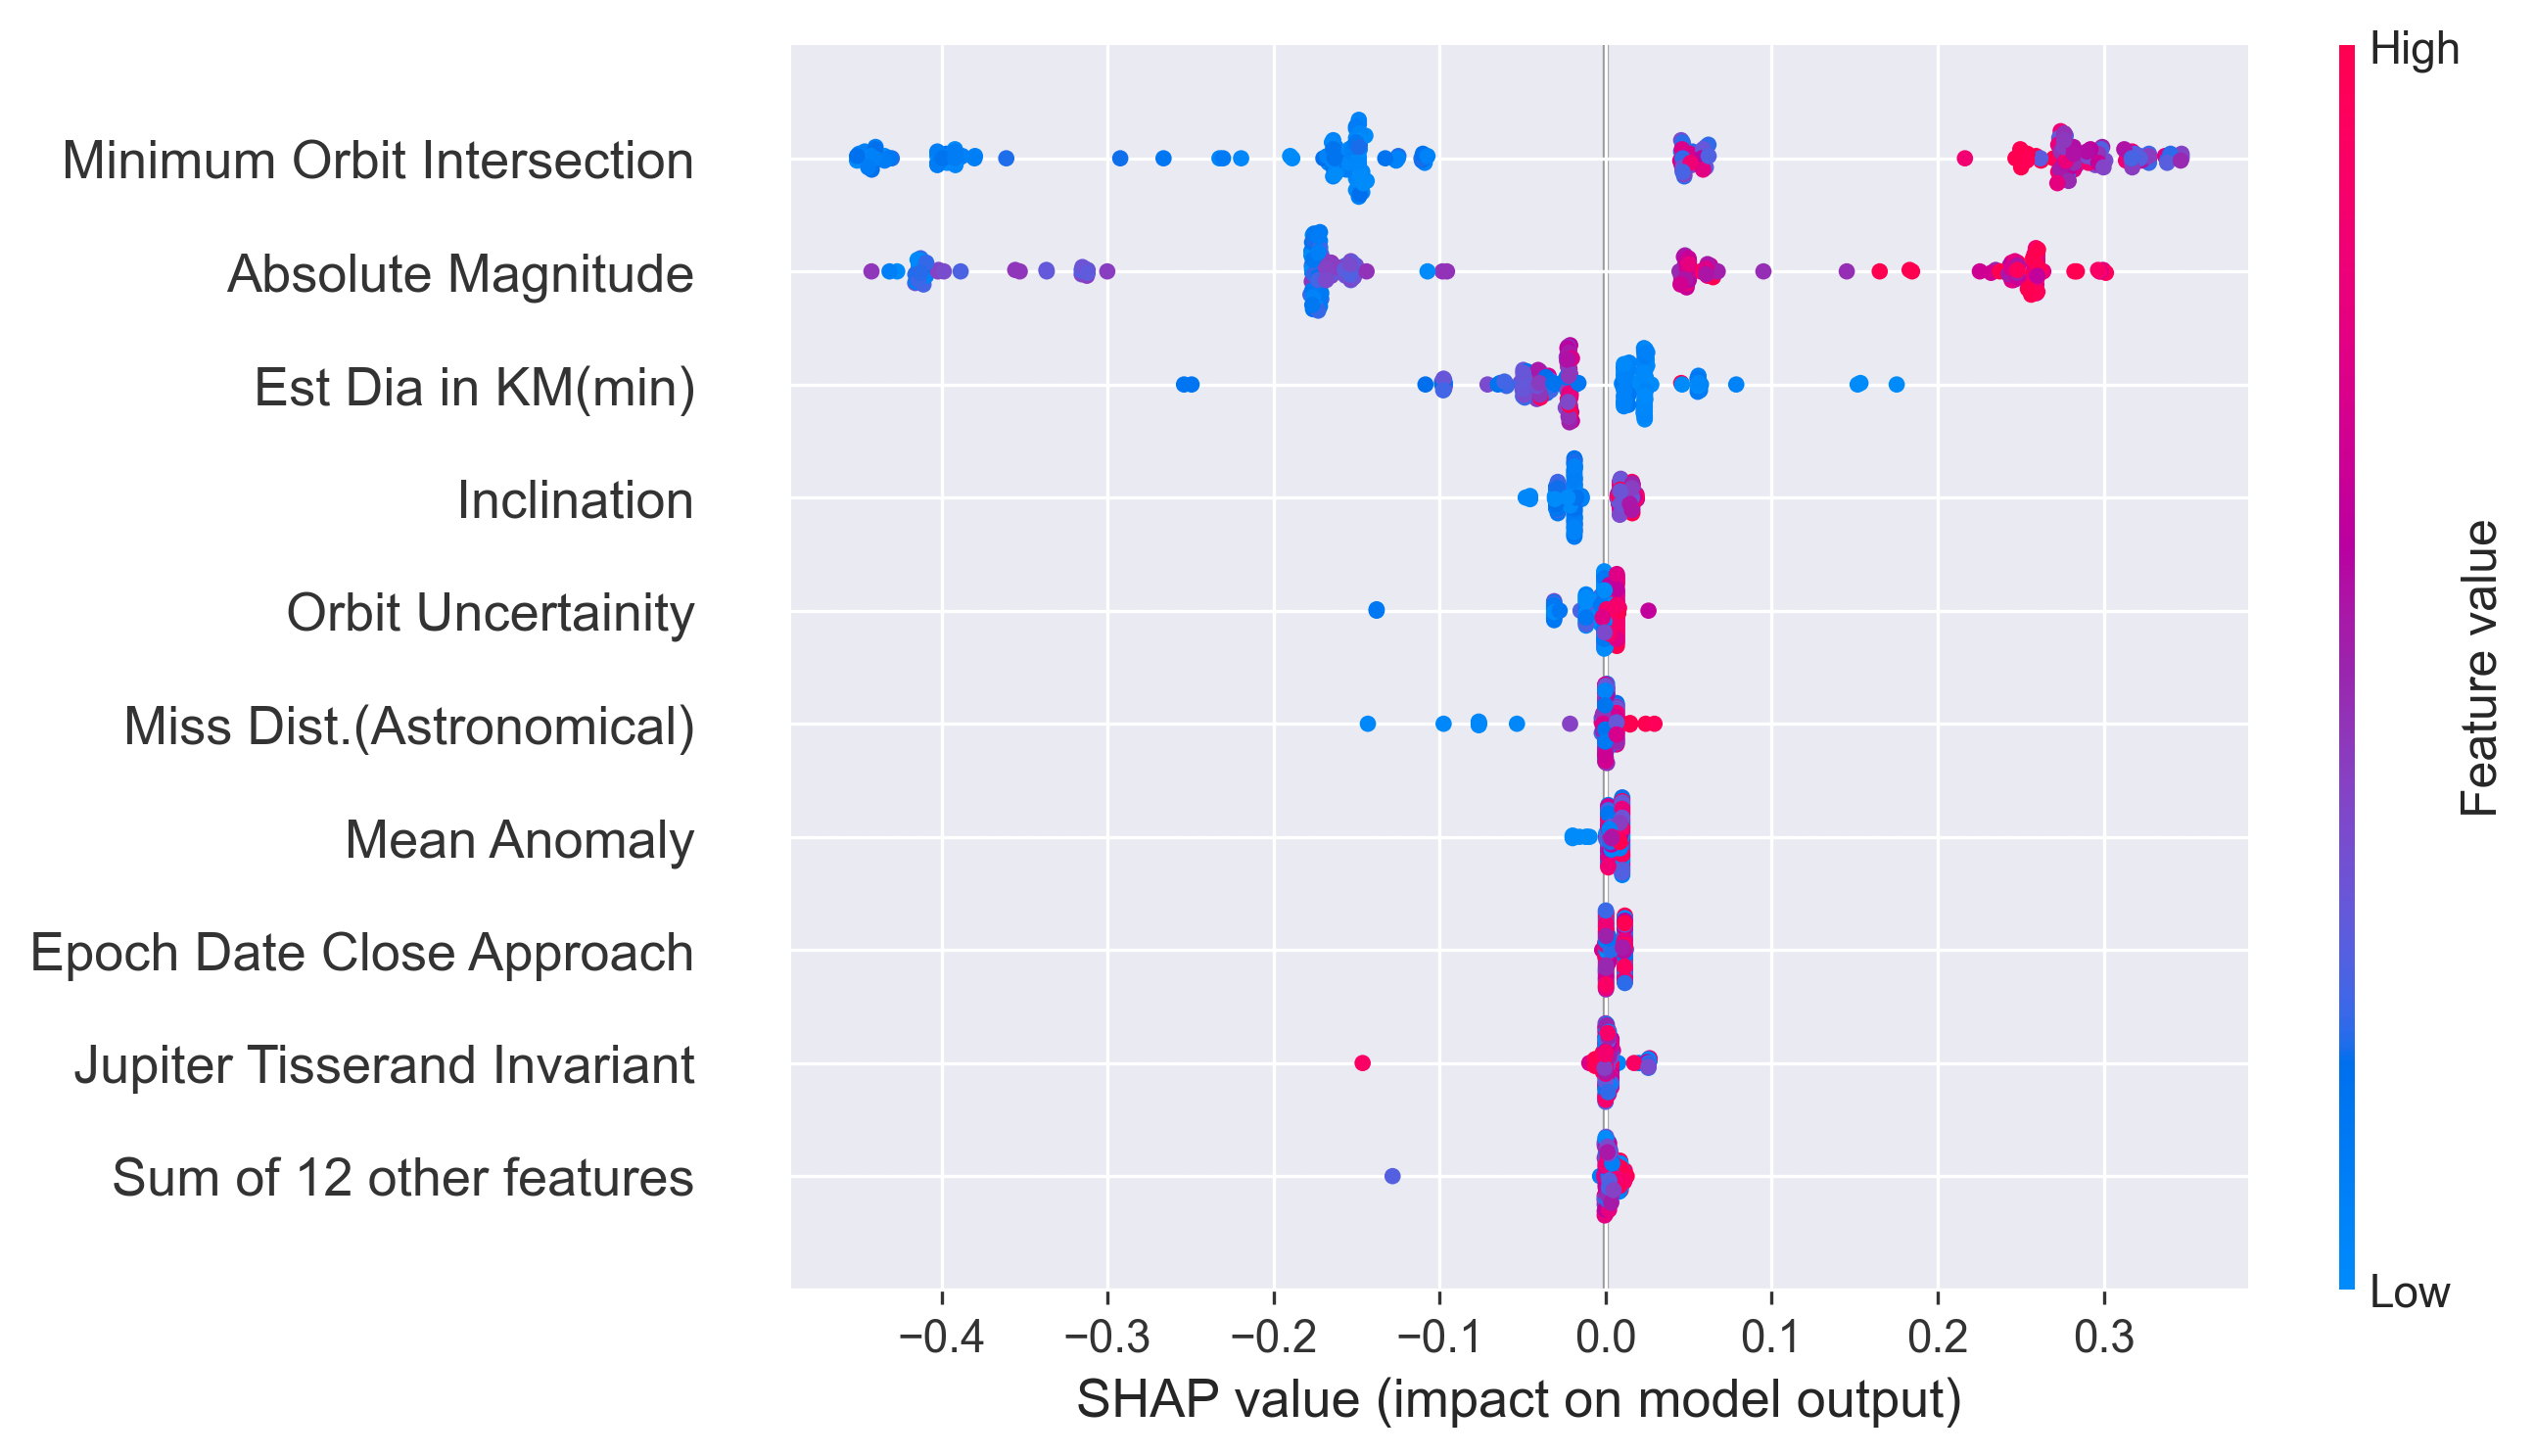 High
Minimum Orbit Intersection
Absolute Magnitude
Est Dia in KM(min)
Inclination
Orbit Uncertainity
Miss Dist.(Astronomical)
Mean Anomaly
Epoch Date Close Approach
Jupiter Tisserand Invariant
Sum of 12 other features
Feature value
Low
−0.4 −0.3 −0.2 −0.1 0.0 0.1 0.2 0.3
SHAP value (impact on model output)